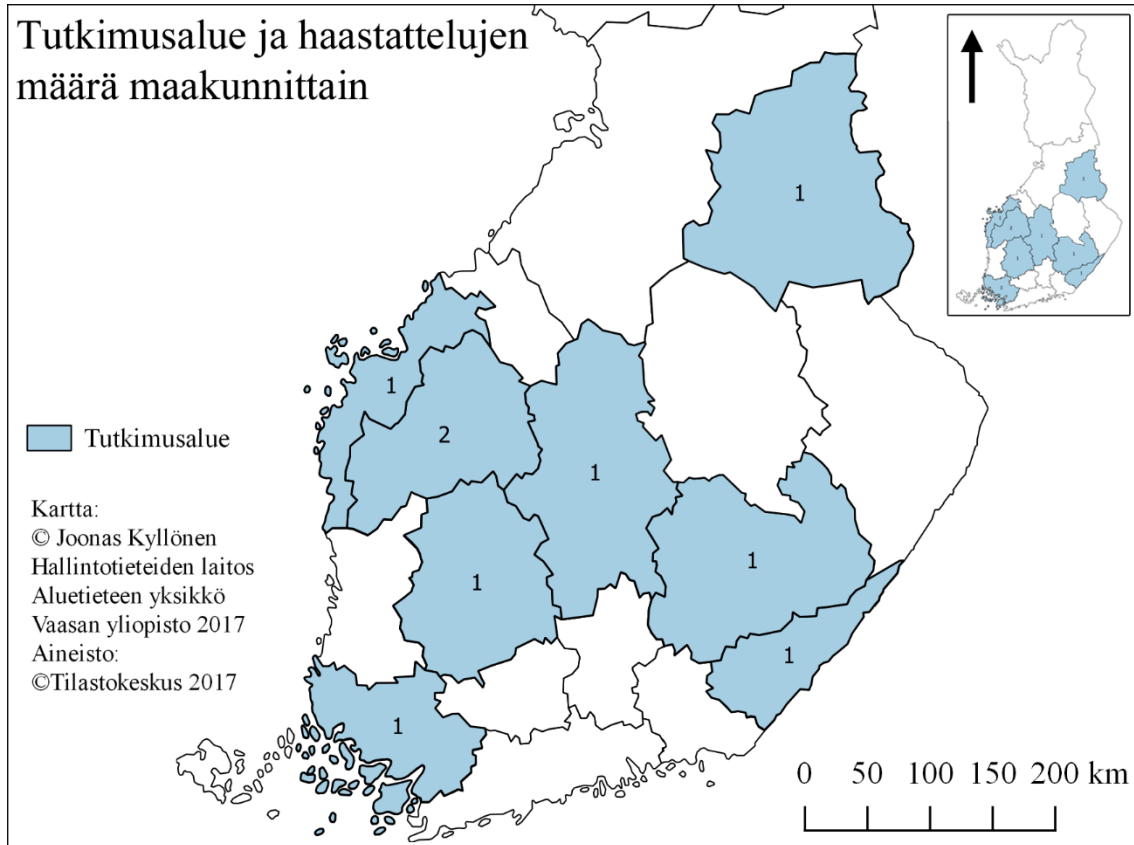 Tutkimusalue ja haastattelujen
määrä maakunnittain
1
1
2
1
1
1
1
1
Tutkimusalue
Kartta:
© Joonas Kyllönen
Hallintotieteiden laitos
Aluetieteen yksikkö
Vaasan yliopisto 2017
Aineisto:
©Tilastokeskus 2017
0 50 100 150 200 km